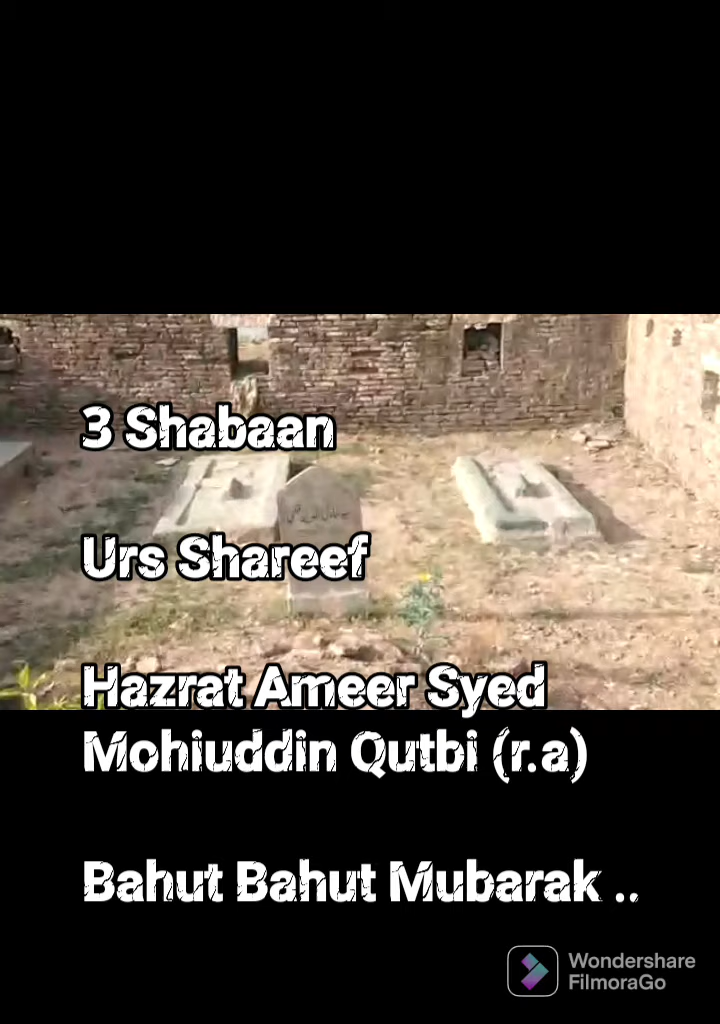 3 Shabaan
Urs Shareef
Hazrat Ameer Syed
Mohiuddin Qutbi (r.a)
Bahut Bahut Mubarak ..
Wondershare
FilmoraGo